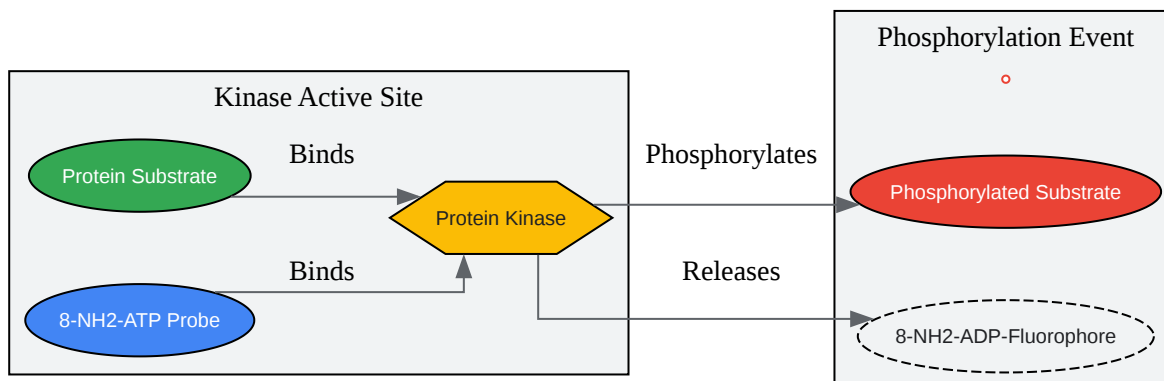 Phosphorylation Event
Kinase Active Site
Binds
Phosphorylates
Protein Substrate
Phosphorylated Substrate
Protein Kinase
Binds
Releases
8-NH2-ATP Probe
8-NH2-ADP-Fluorophore